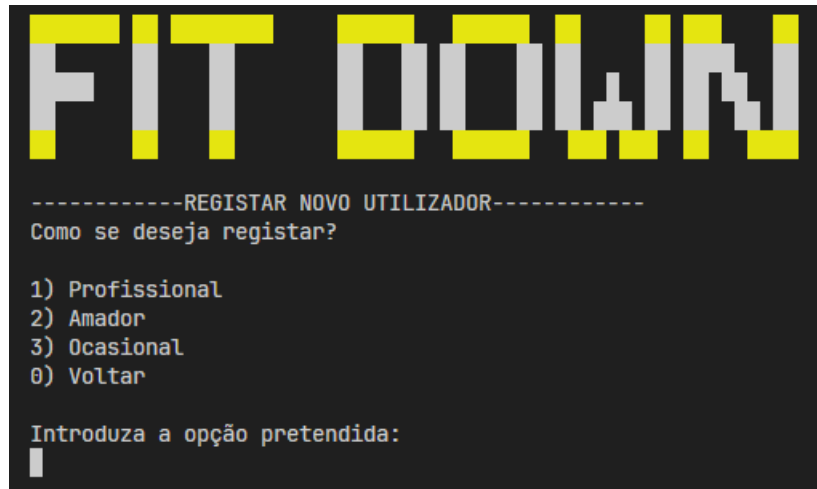 FIT DOWN
------------REGISTAR NOVO UTILIZADOR------------
Como se deseja registar?
1) Profissional
2) Amador
3) Ocasional
0) Voltar
Introduza a opção pretendida: